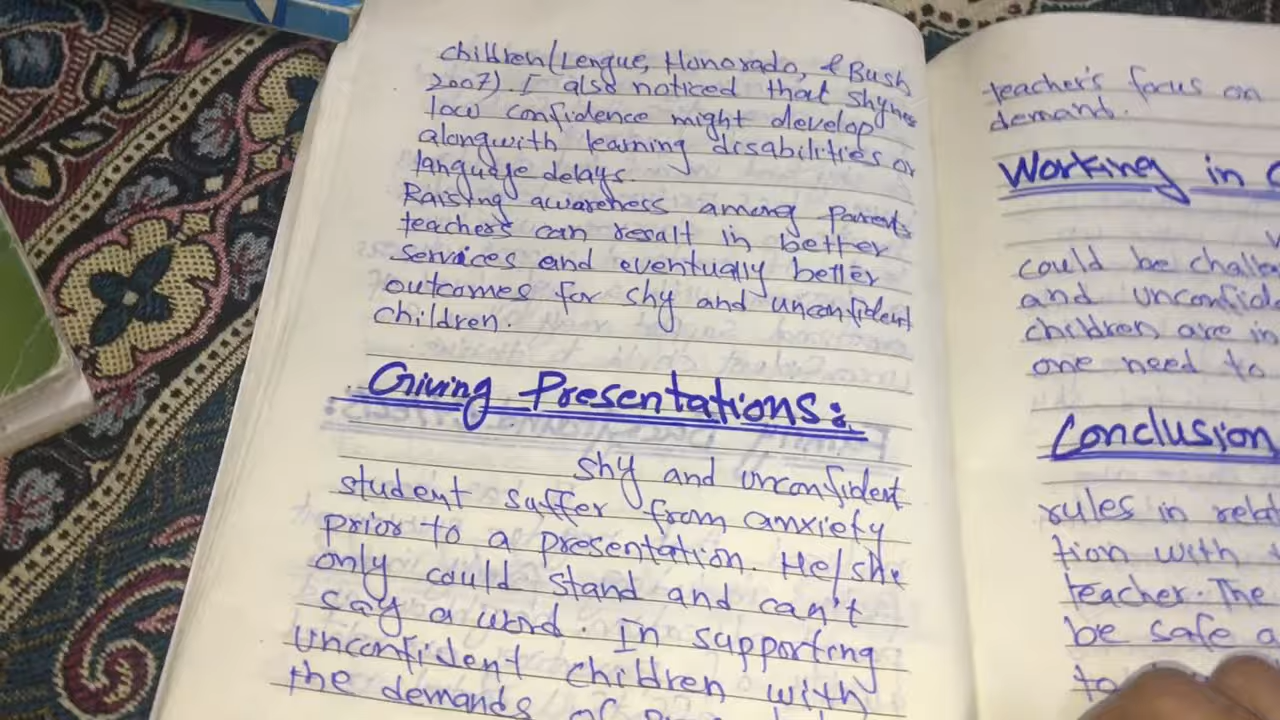 children (Lengue, Honorado, & Bush
2007). I also noticed that shyness
low confidence might develop
alongwith learning disabilities or
language delays.
Raising awareness among parents
teachers can resalt in better
services and eventually better
outcomes for shy and unconfident
children.
Giving Presentations:
shy and unconfident
student suffer from anxiety
prior to a presentation. He/she
only could stand and can't
say a word. In supporting
unconfident children with
the demands of
teacher's focus on
demand.
Working in
could be
and
children are in
one need to
Conclusion
rules in
tion with
teacher. The
be safe